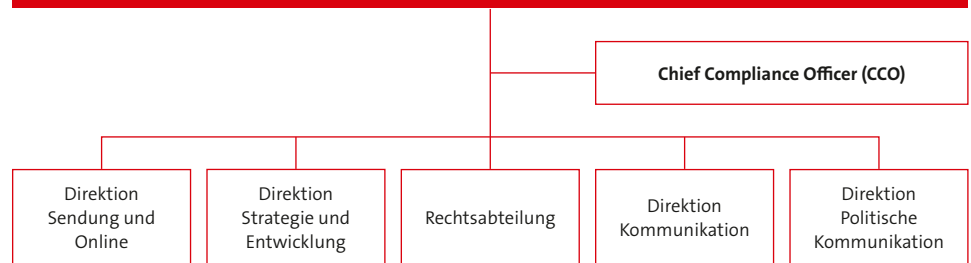 Chief Compliance Officer (CCO)
Direktion
Sendung und
Online
Direktion
Strategie und
Entwicklung
Rechtsabteilung
Direktion
Kommunikation
Direktion
Politische
Kommunikation